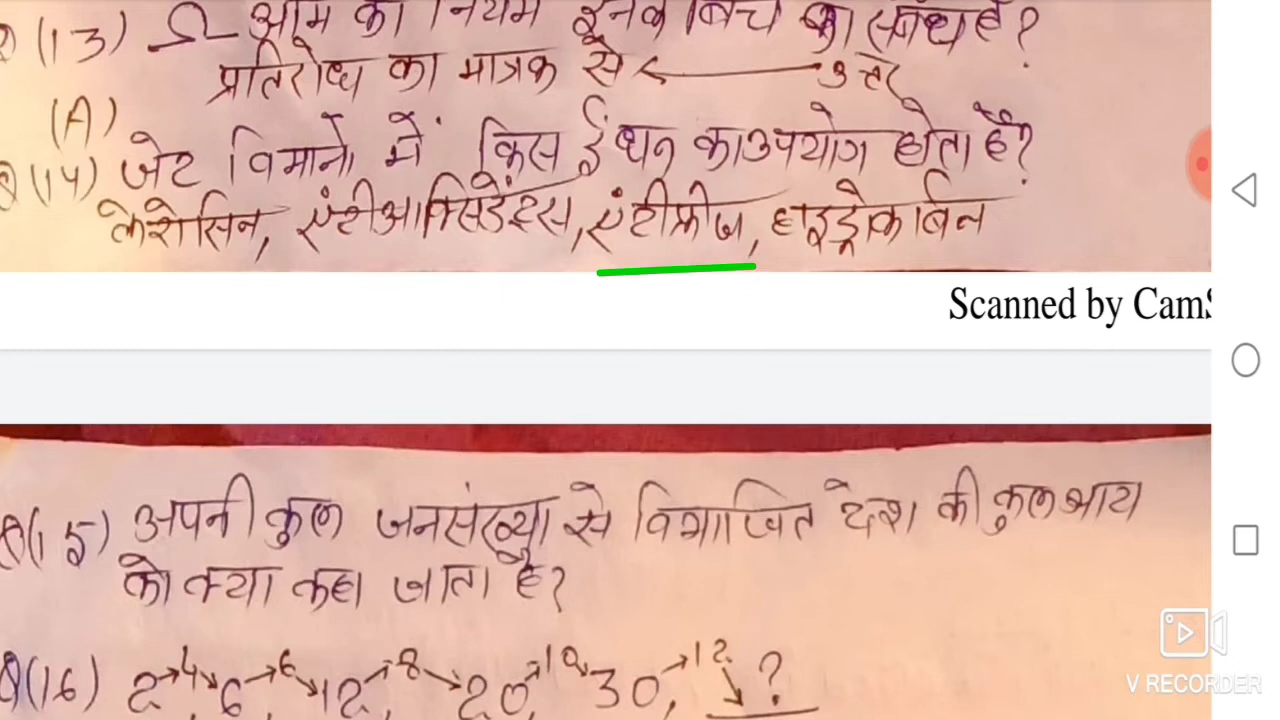 Q(13) Ω ओम का नियम इनके बिच का संबंध है?
प्रतिरोध का मात्रक से ← उत्तर
(A)
Q(14) जेट विमानो में किस ईंधन का उपयोग होता है?
केरोसिन, एंटीआक्सिडेंट्स, एंटीफ्रीज, हाइड्रोकार्बन
Scanned by CamS
Q(15) अपनी कुल जनसंख्या से विभाजित देश की कुल आय
को क्या कहा जाता है?
Q(16) 2 →4→ 6 →6→ 12 →8→ 20 →10→ 30, →12→ ?
V RECORDER